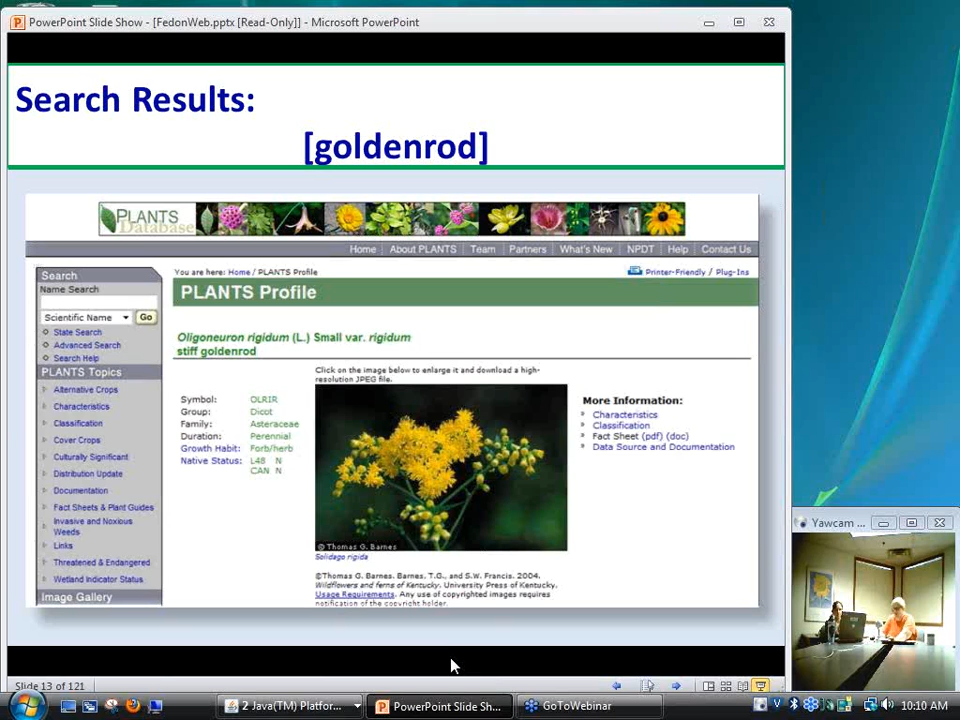 PowerPoint Slide Show - [FedonWeb.pptx [Read-Only]] - Microsoft PowerPoint
Search Results:
[goldenrod]
PLANTS
Database
Home About PLANTS Team Partners What's New NPDT Help Contact Us
Search
Name Search
Scientific Name Go
State Search
Advanced Search
Search Help
PLANTS Topics
Alternative Crops
Characteristics
Classification
Cover Crops
Culturally Significant
Distribution Update
Documentation
Fact Sheets & Plant Guides
Invasive and Noxious
Weeds
Links
Threatened & Endangered
Wetland Indicator Status
Image Gallery
You are here: Home / PLANTS Profile
Printer-Friendly / Plug-Ins
PLANTS Profile
Oligoneuron rigidum (L.) Small var. rigidum
stiff goldenrod
Click on the image below to enlarge it and download a high-
resolution JPEG file.
Symbol: OLRIR
Group: Dicot
Family: Asteraceae
Duration: Perennial
Growth Habit: Forb/herb
Native Status: L48 N
CAN N
© Thomas G. Barnes
Solidago rigida
©Thomas G. Barnes. Barnes, T.G., and S.W. Francis. 2004.
Wildflowers and ferns of Kentucky. University Press of Kentucky.
Usage Requirements. Any use of copyrighted images requires
notification of the copyright holder.
More Information:
Characteristics
Classification
Fact Sheet (pdf) (doc)
Data Source and Documentation
Yawcam ...
Slide 13 of 121
2 Java(TM) Platfor...
PowerPoint Slide Sh...
GoToWebinar
10:10 AM